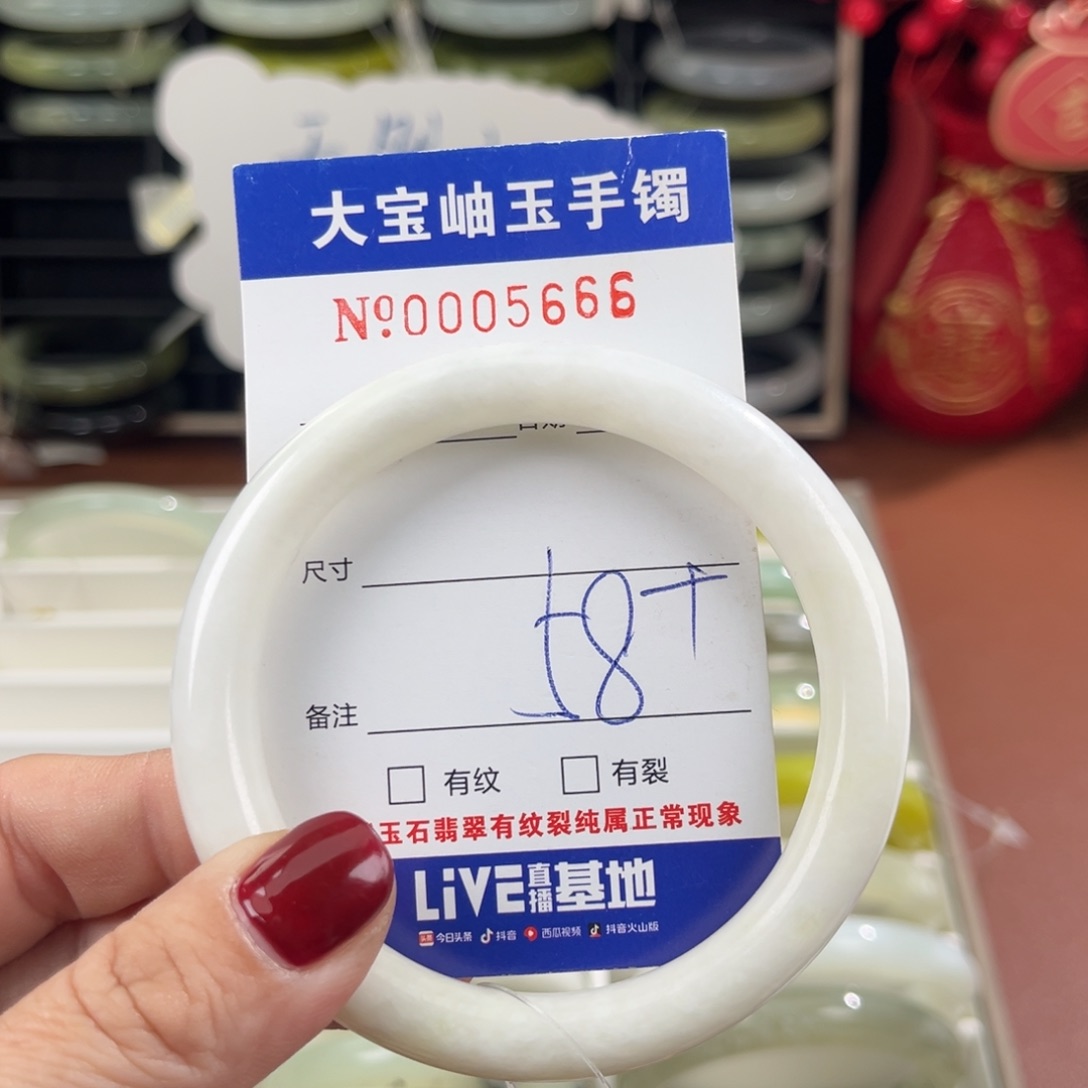 大宝岫玉手镯
Nº0005666
尺寸
58+
备注
□ 有纹 □ 有裂
玉石翡翠有纹裂纯属正常现象
LiVE直播基地
头条 今日头条 抖音 西瓜视频 抖音火山版